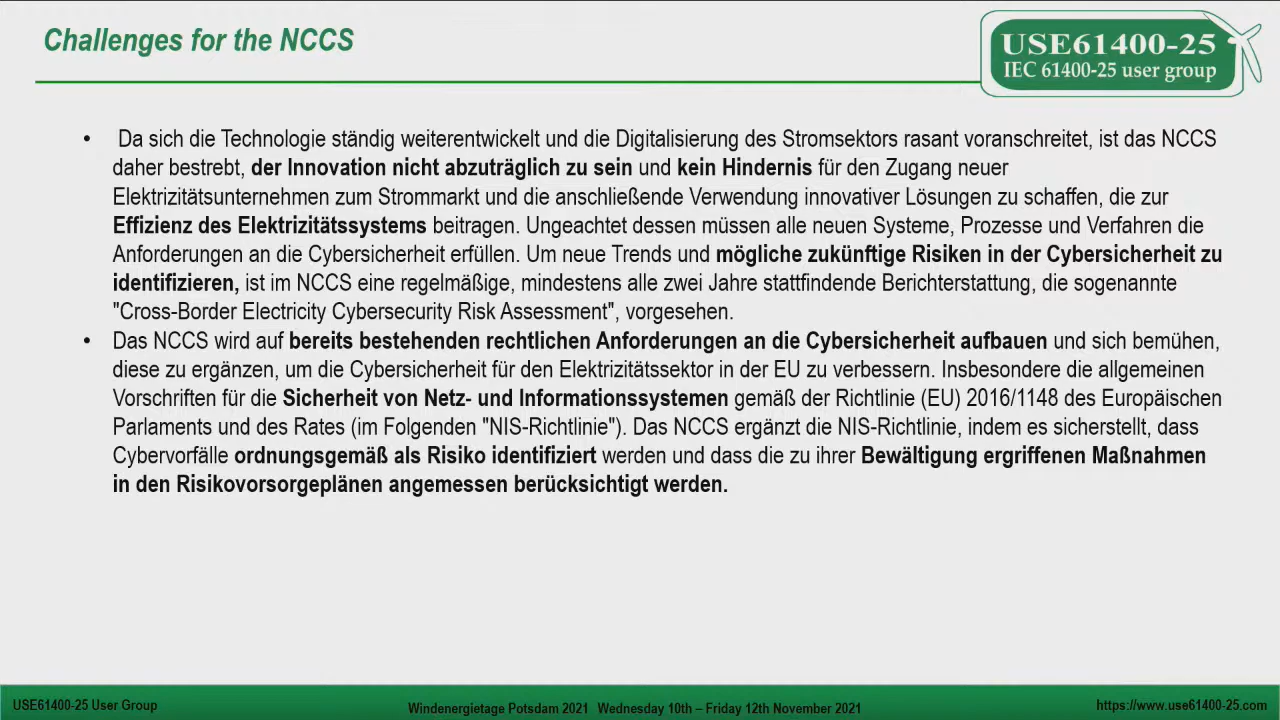 Challenges for the NCCS
USE61400-25
IEC 61400-25 user group
• Da sich die Technologie ständig weiterentwickelt und die Digitalisierung des Stromsektors rasant voranschreitet, ist das NCCS
daher bestrebt, der Innovation nicht abzuträglich zu sein und kein Hindernis für den Zugang neuer
Elektrizitätsunternehmen zum Strommarkt und die anschließende Verwendung innovativer Lösungen zu schaffen, die zur
Effizienz des Elektrizitätssystems beitragen. Ungeachtet dessen müssen alle neuen Systeme, Prozesse und Verfahren die
Anforderungen an die Cybersicherheit erfüllen. Um neue Trends und mögliche zukünftige Risiken in der Cybersicherheit zu
identifizieren, ist im NCCS eine regelmäßige, mindestens alle zwei Jahre stattfindende Berichterstattung, die sogenannte
"Cross-Border Electricity Cybersecurity Risk Assessment", vorgesehen.
• Das NCCS wird auf bereits bestehenden rechtlichen Anforderungen an die Cybersicherheit aufbauen und sich bemühen,
diese zu ergänzen, um die Cybersicherheit für den Elektrizitätssektor in der EU zu verbessern. Insbesondere die allgemeinen
Vorschriften für die Sicherheit von Netz- und Informationssystemen gemäß der Richtlinie (EU) 2016/1148 des Europäischen
Parlaments und des Rates (im Folgenden "NIS-Richtlinie"). Das NCCS ergänzt die NIS-Richtlinie, indem es sicherstellt, dass
Cybervorfälle ordnungsgemäß als Risiko identifiziert werden und dass die zu ihrer Bewältigung ergriffenen Maßnahmen
in den Risikovorsorgeplänen angemessen berücksichtigt werden.
USE61400-25 User Group
Windenergietage Potsdam 2021 Wednesday 10th – Friday 12th November 2021
https://www.use61400-25.com